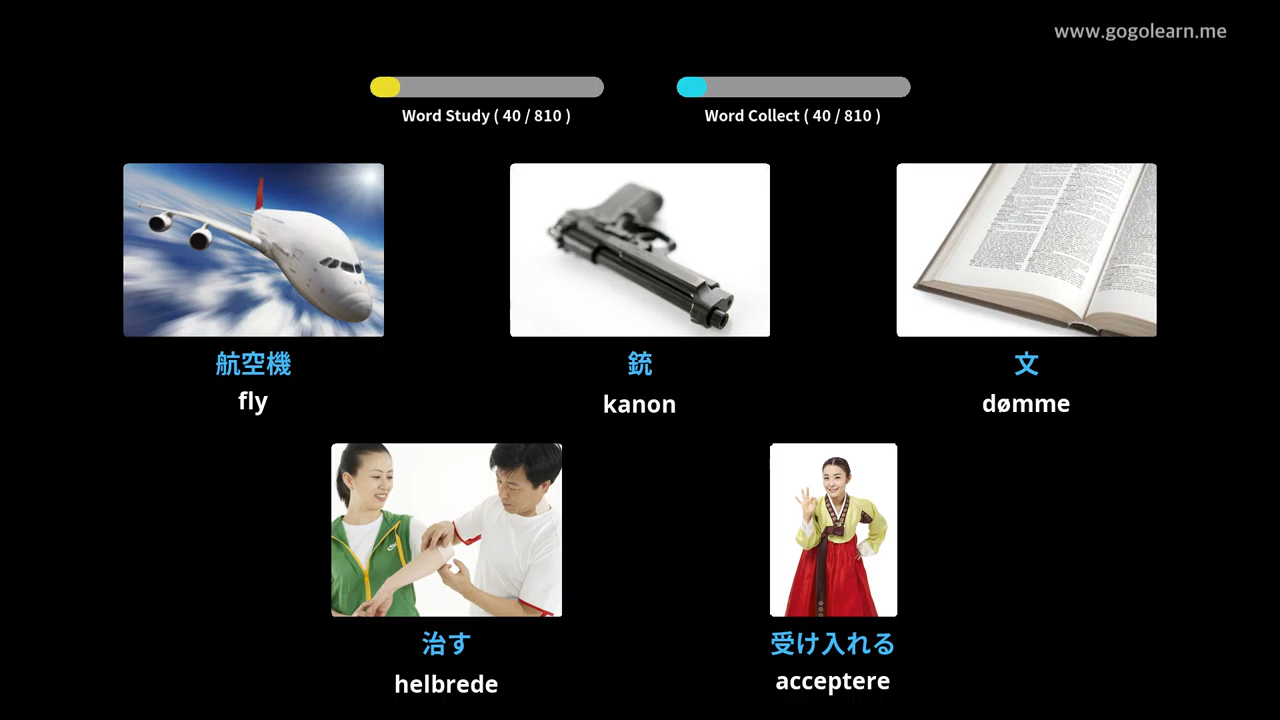 www.gogolearn.me
Word Study ( 40 / 810 )
Word Collect ( 40 / 810 )
航空機
fly
銃
kanon
文
dømme
治す
helbrede
受け入れる
acceptere